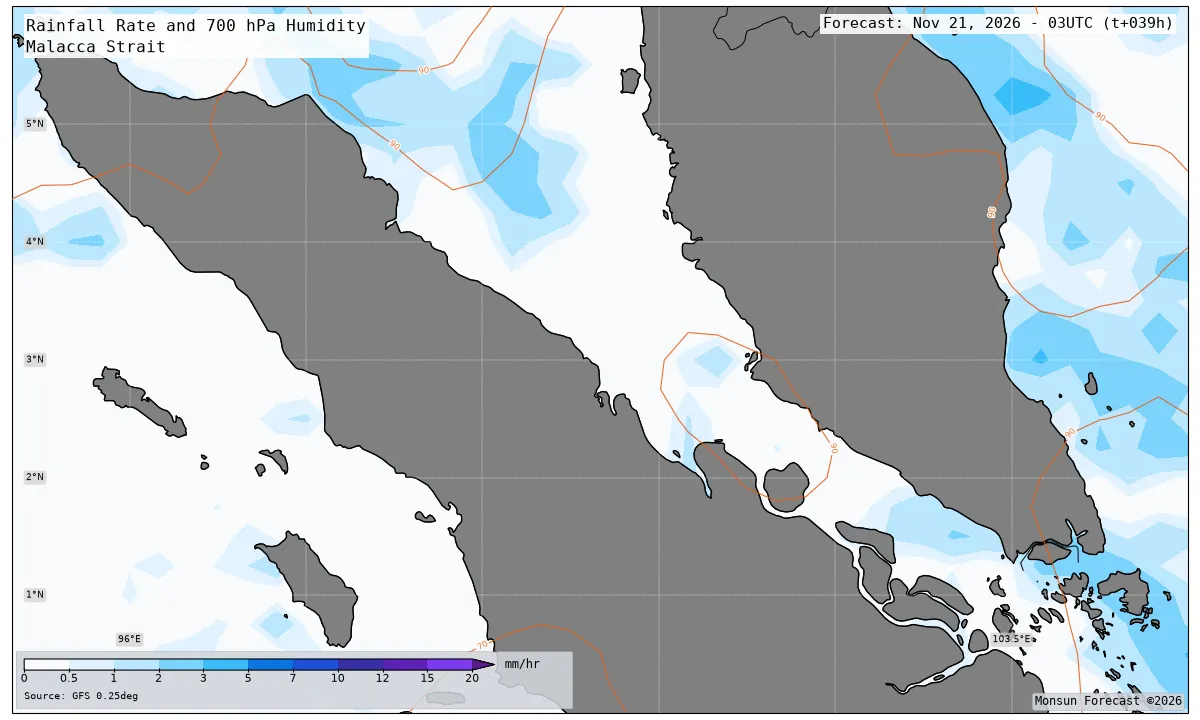 Rainfall Rate and 700 hPa Humidity
Malacca Strait
Forecast: Nov 21, 2026 - 03UTC (t+039h)
90
90
90
5°N
90
4°N
3°N
90
90
2°N
1°N
96°E
103.5°E
70
mm/hr
0 0.5 1 2 3 5 7 10 12 15 20
Source: GFS 0.25deg
Monsun Forecast ©2026